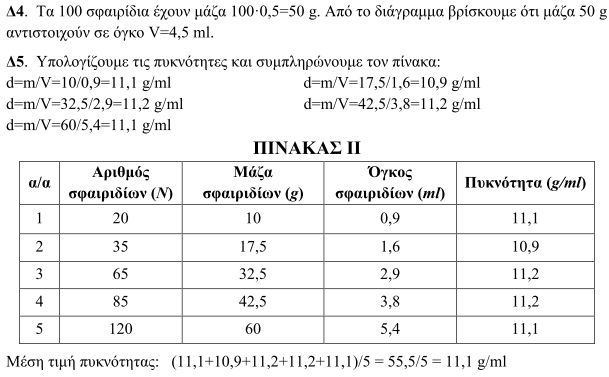 Δ4. Τα 100 σφαιρίδια έχουν μάζα 100·0,5=50 g. Από το διάγραμμα βρίσκουμε ότι μάζα 50 g
αντιστοιχούν σε όγκο V=4,5 ml.
Δ5. Υπολογίζουμε τις πυκνότητες και συμπληρώνουμε τον πίνακα:
d=m/V=10/0,9=11,1 g/ml d=m/V=17,5/1,6=10,9 g/ml
d=m/V=32,5/2,9=11,2 g/ml d=m/V=42,5/3,8=11,2 g/ml
d=m/V=60/5,4=11,1 g/ml
ΠΙΝΑΚΑΣ ΙΙ
α/α Αριθμός σφαιριδίων (N) Μάζα σφαιριδίων (g) Όγκος σφαιριδίων (ml) Πυκνότητα (g/ml)
1 20 10 0,9 11,1
2 35 17,5 1,6 10,9
3 65 32,5 2,9 11,2
4 85 42,5 3,8 11,2
5 120 60 5,4 11,1
Μέση τιμή πυκνότητας: (11,1+10,9+11,2+11,2+11,1)/5 = 55,5/5 = 11,1 g/ml